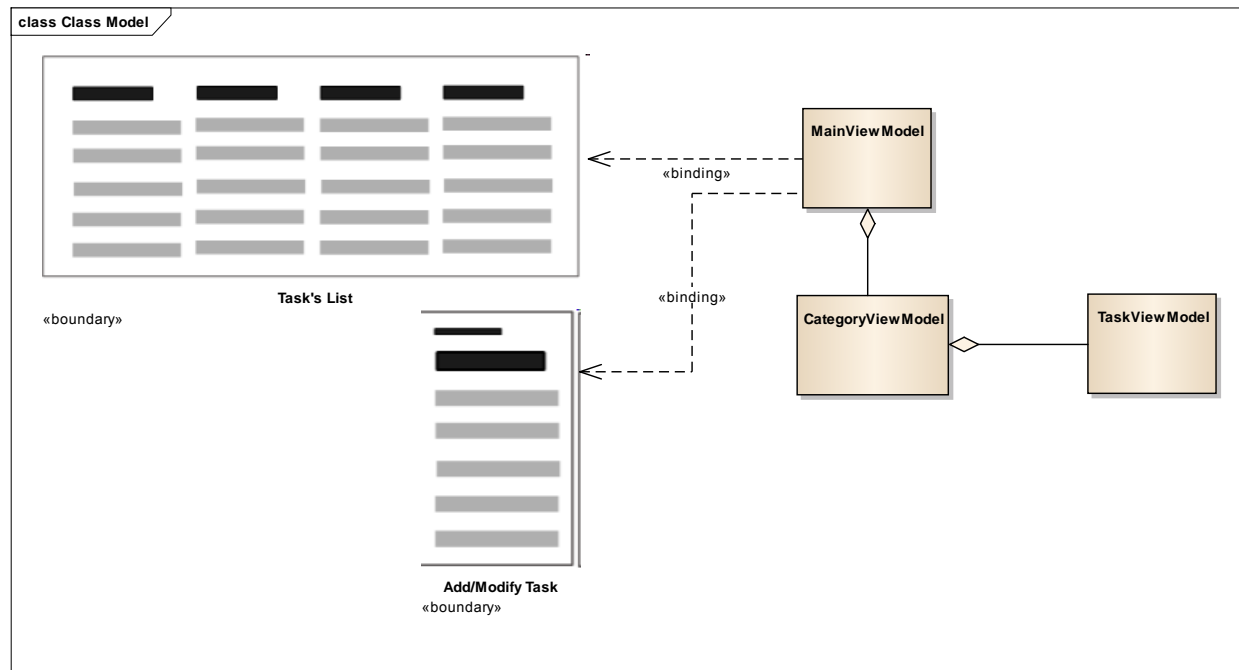 class Class Model
MainViewModel
«binding»
Task's List
«binding»
CategoryViewModel
TaskViewModel
«boundary»
Add/Modify Task
«boundary»